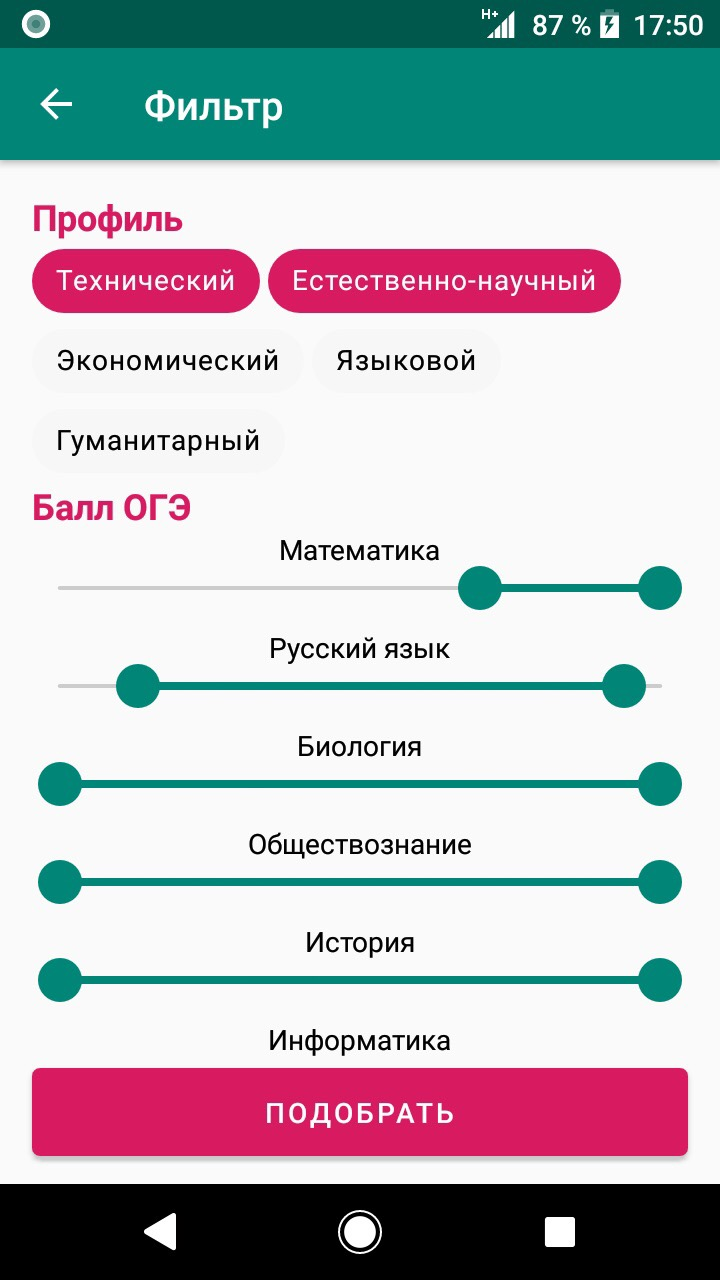 H+ 87 % 17:50
Фильтр
Профиль
Технический Естественно-научный
Экономический Языковой
Гуманитарный
Балл ОГЭ
Математика
Русский язык
Биология
Обществознание
История
Информатика
ПОДОБРАТЬ